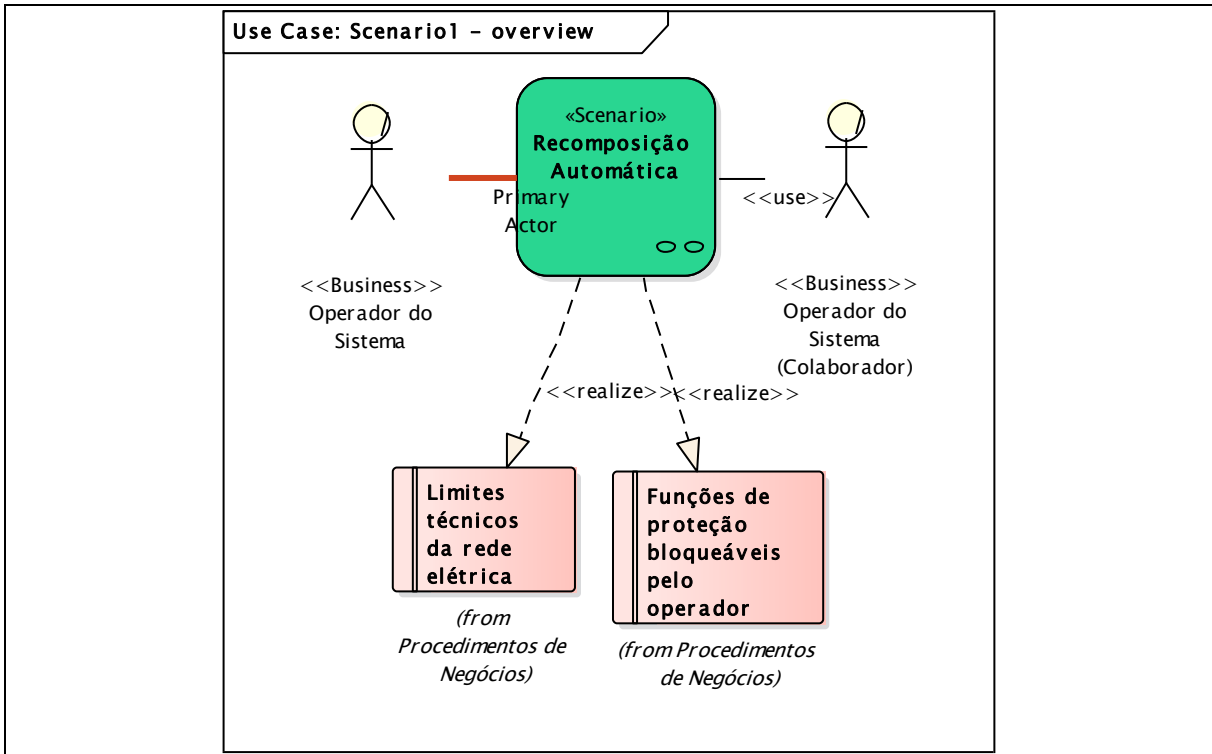 Use Case: Scenario1 - overview
«Scenario»
Recomposição
Automática
Primary
Actor
<<use>>
<<Business>>
Operador do
Sistema
<<Business>>
Operador do
Sistema
(Colaborador)
<<realize>>
<<realize>>
Limites
técnicos
da rede
elétrica
Funções de
proteção
bloqueáveis
pelo
operador
(from
Procedimentos de
Negócios)
(from Procedimentos
de Negócios)